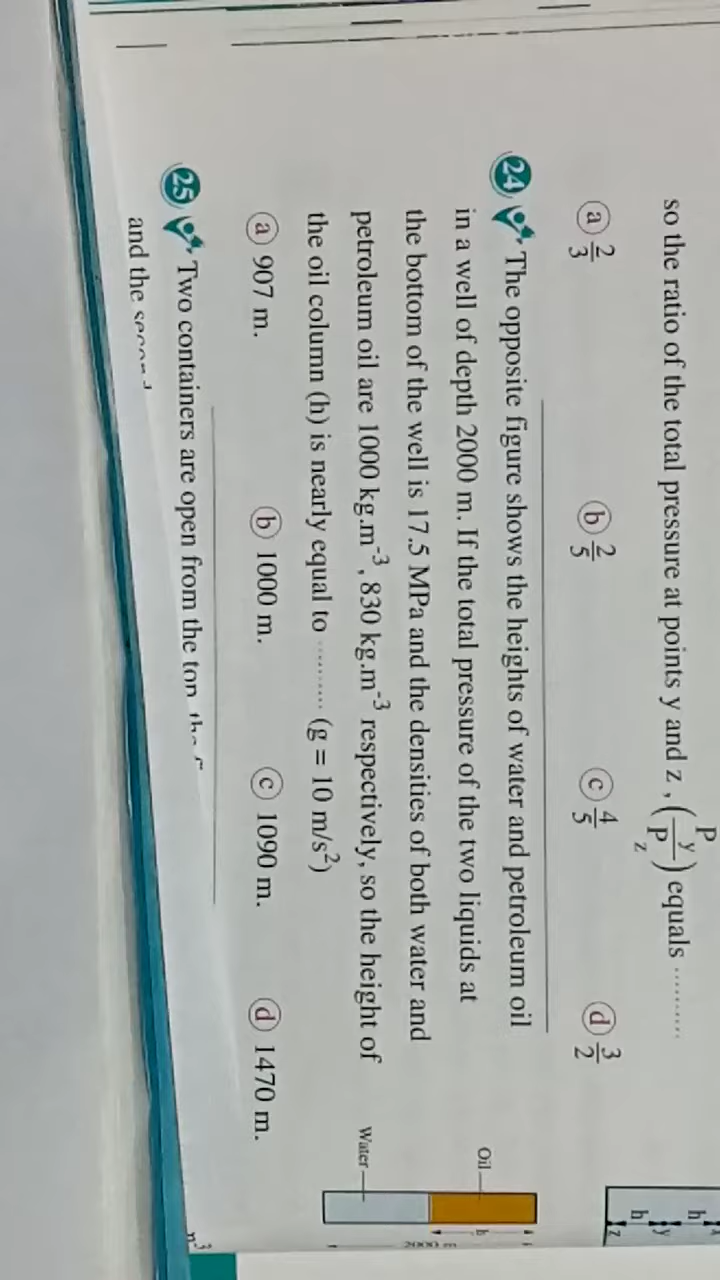 so the ratio of the total pressure at points y and z , (P_y/P_z) equals ..........
ⓐ 2/3 ⓑ 2/5 ⓒ 4/5 ⓓ 3/2
24 The opposite figure shows the heights of water and petroleum oil
in a well of depth 2000 m. If the total pressure of the two liquids at
the bottom of the well is 17.5 MPa and the densities of both water and
petroleum oil are 1000 kg.m⁻³, 830 kg.m⁻³ respectively, so the height of
the oil column (h) is nearly equal to .......... (g = 10 m/s²)
ⓐ 907 m. ⓑ 1000 m. ⓒ 1090 m. ⓓ 1470 m.
25 Two containers are open from the top
and the
h
h
y
z
Oil
h
Water